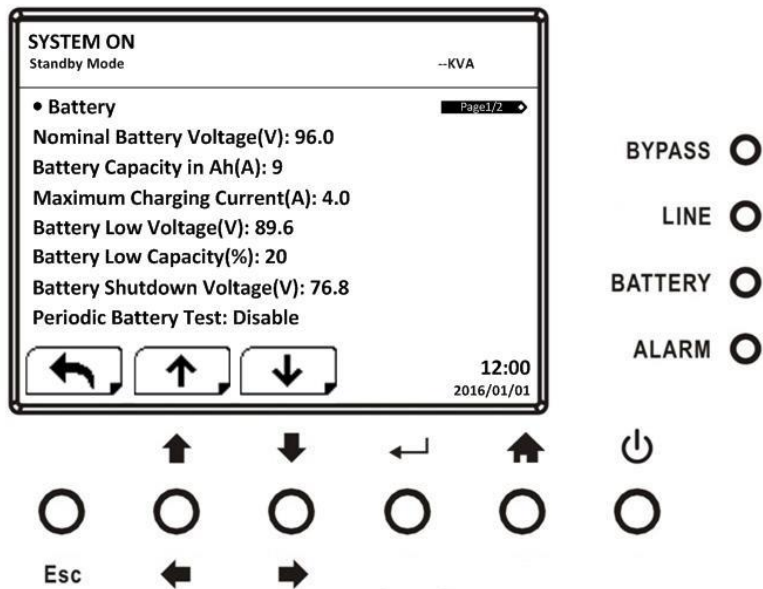 SYSTEM ON
Standby Mode --KVA
• Battery Page1/2
Nominal Battery Voltage(V): 96.0
Battery Capacity in Ah(A): 9
Maximum Charging Current(A): 4.0
Battery Low Voltage(V): 89.6
Battery Low Capacity(%): 20
Battery Shutdown Voltage(V): 76.8
Periodic Battery Test: Disable
12:00
2016/01/01
BYPASS
LINE
BATTERY
ALARM
Esc